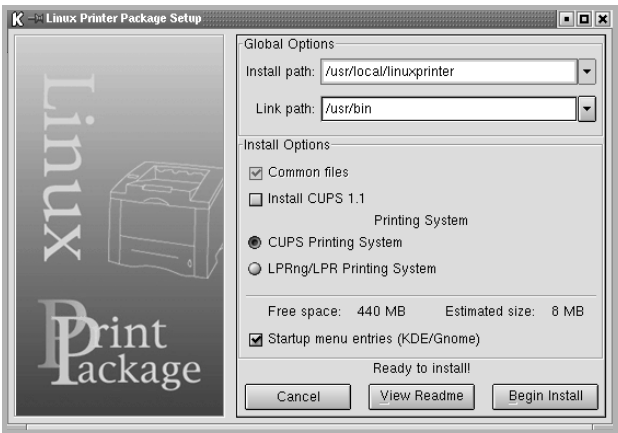 Linux Printer Package Setup
Linux
Print
Package
Global Options
Install path: /usr/local/linuxprinter
Link path: /usr/bin
Install Options
Common files
Install CUPS 1.1
Printing System
CUPS Printing System
LPRng/LPR Printing System
Free space: 440 MB Estimated size: 8 MB
Startup menu entries (KDE/Gnome)
Ready to install!
Cancel View Readme Begin Install